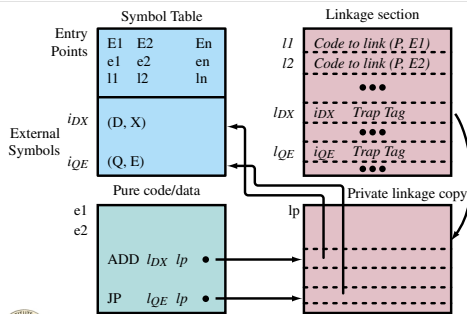 Symbol Table
Entry Points
E1 E2 En
e1 e2 en
l1 l2 ln
External Symbols
iDX (D, X)
iQE (Q, E)
Linkage section
l1 Code to link (P, E1)
l2 Code to link (P, E2)
lDX iDX Trap Tag
lQE iQE Trap Tag
Pure code/data
e1
e2
ADD lDX lp
JP lQE lp
Private linkage copy
lp